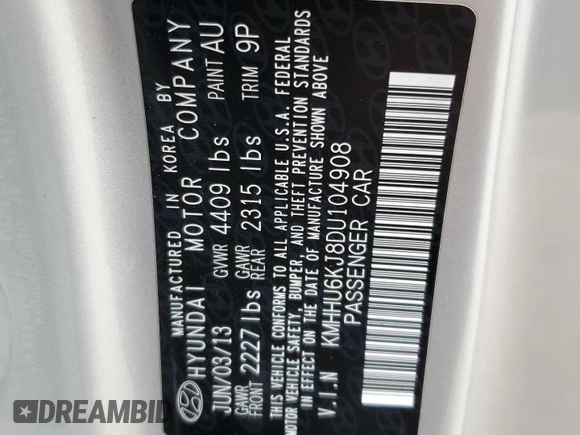 MANUFACTURED IN KOREA BY
HYUNDAI MOTOR COMPANY
JUN/03/13 GVWR 4409 lbs PAINT AU
GAWR FRONT 2227 lbs GAWR REAR 2315 lbs TRIM 9P
THIS VEHICLE CONFORMS TO ALL APPLICABLE U.S.A. FEDERAL
MOTOR VEHICLE SAFETY, BUMPER, AND THEFT PREVENTION STANDARDS
IN EFFECT ON THE DATE OF MANUFACTURE SHOWN ABOVE
V.I.N KMHHU6KJ8DU104908
PASSENGER CAR
DREAMBID